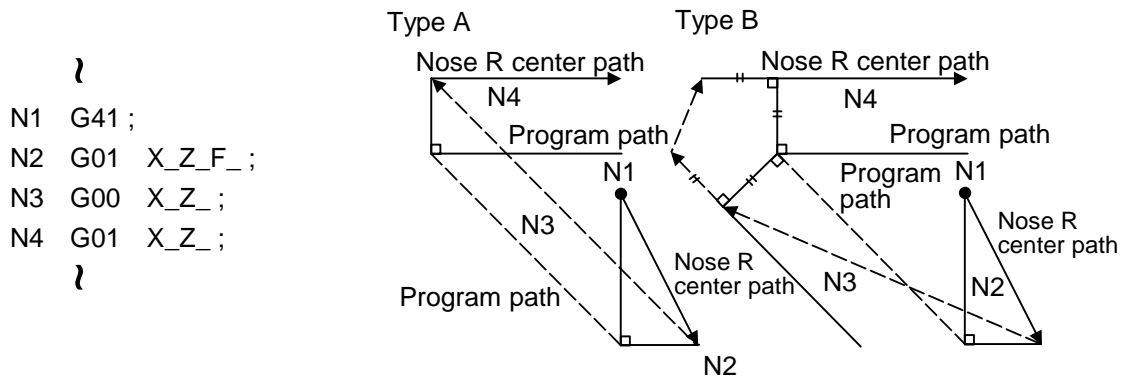 N1 G41 ;
N2 G01 X_Z_F_ ;
N3 G00 X_Z_ ;
N4 G01 X_Z_ ;
Type A
Nose R center path
N4
Program path
N1
N3
Nose R
center path
Program path
N2
Type B
Nose R center path
N4
Program path
Program
path
N1
Nose R
center path
N3
N2